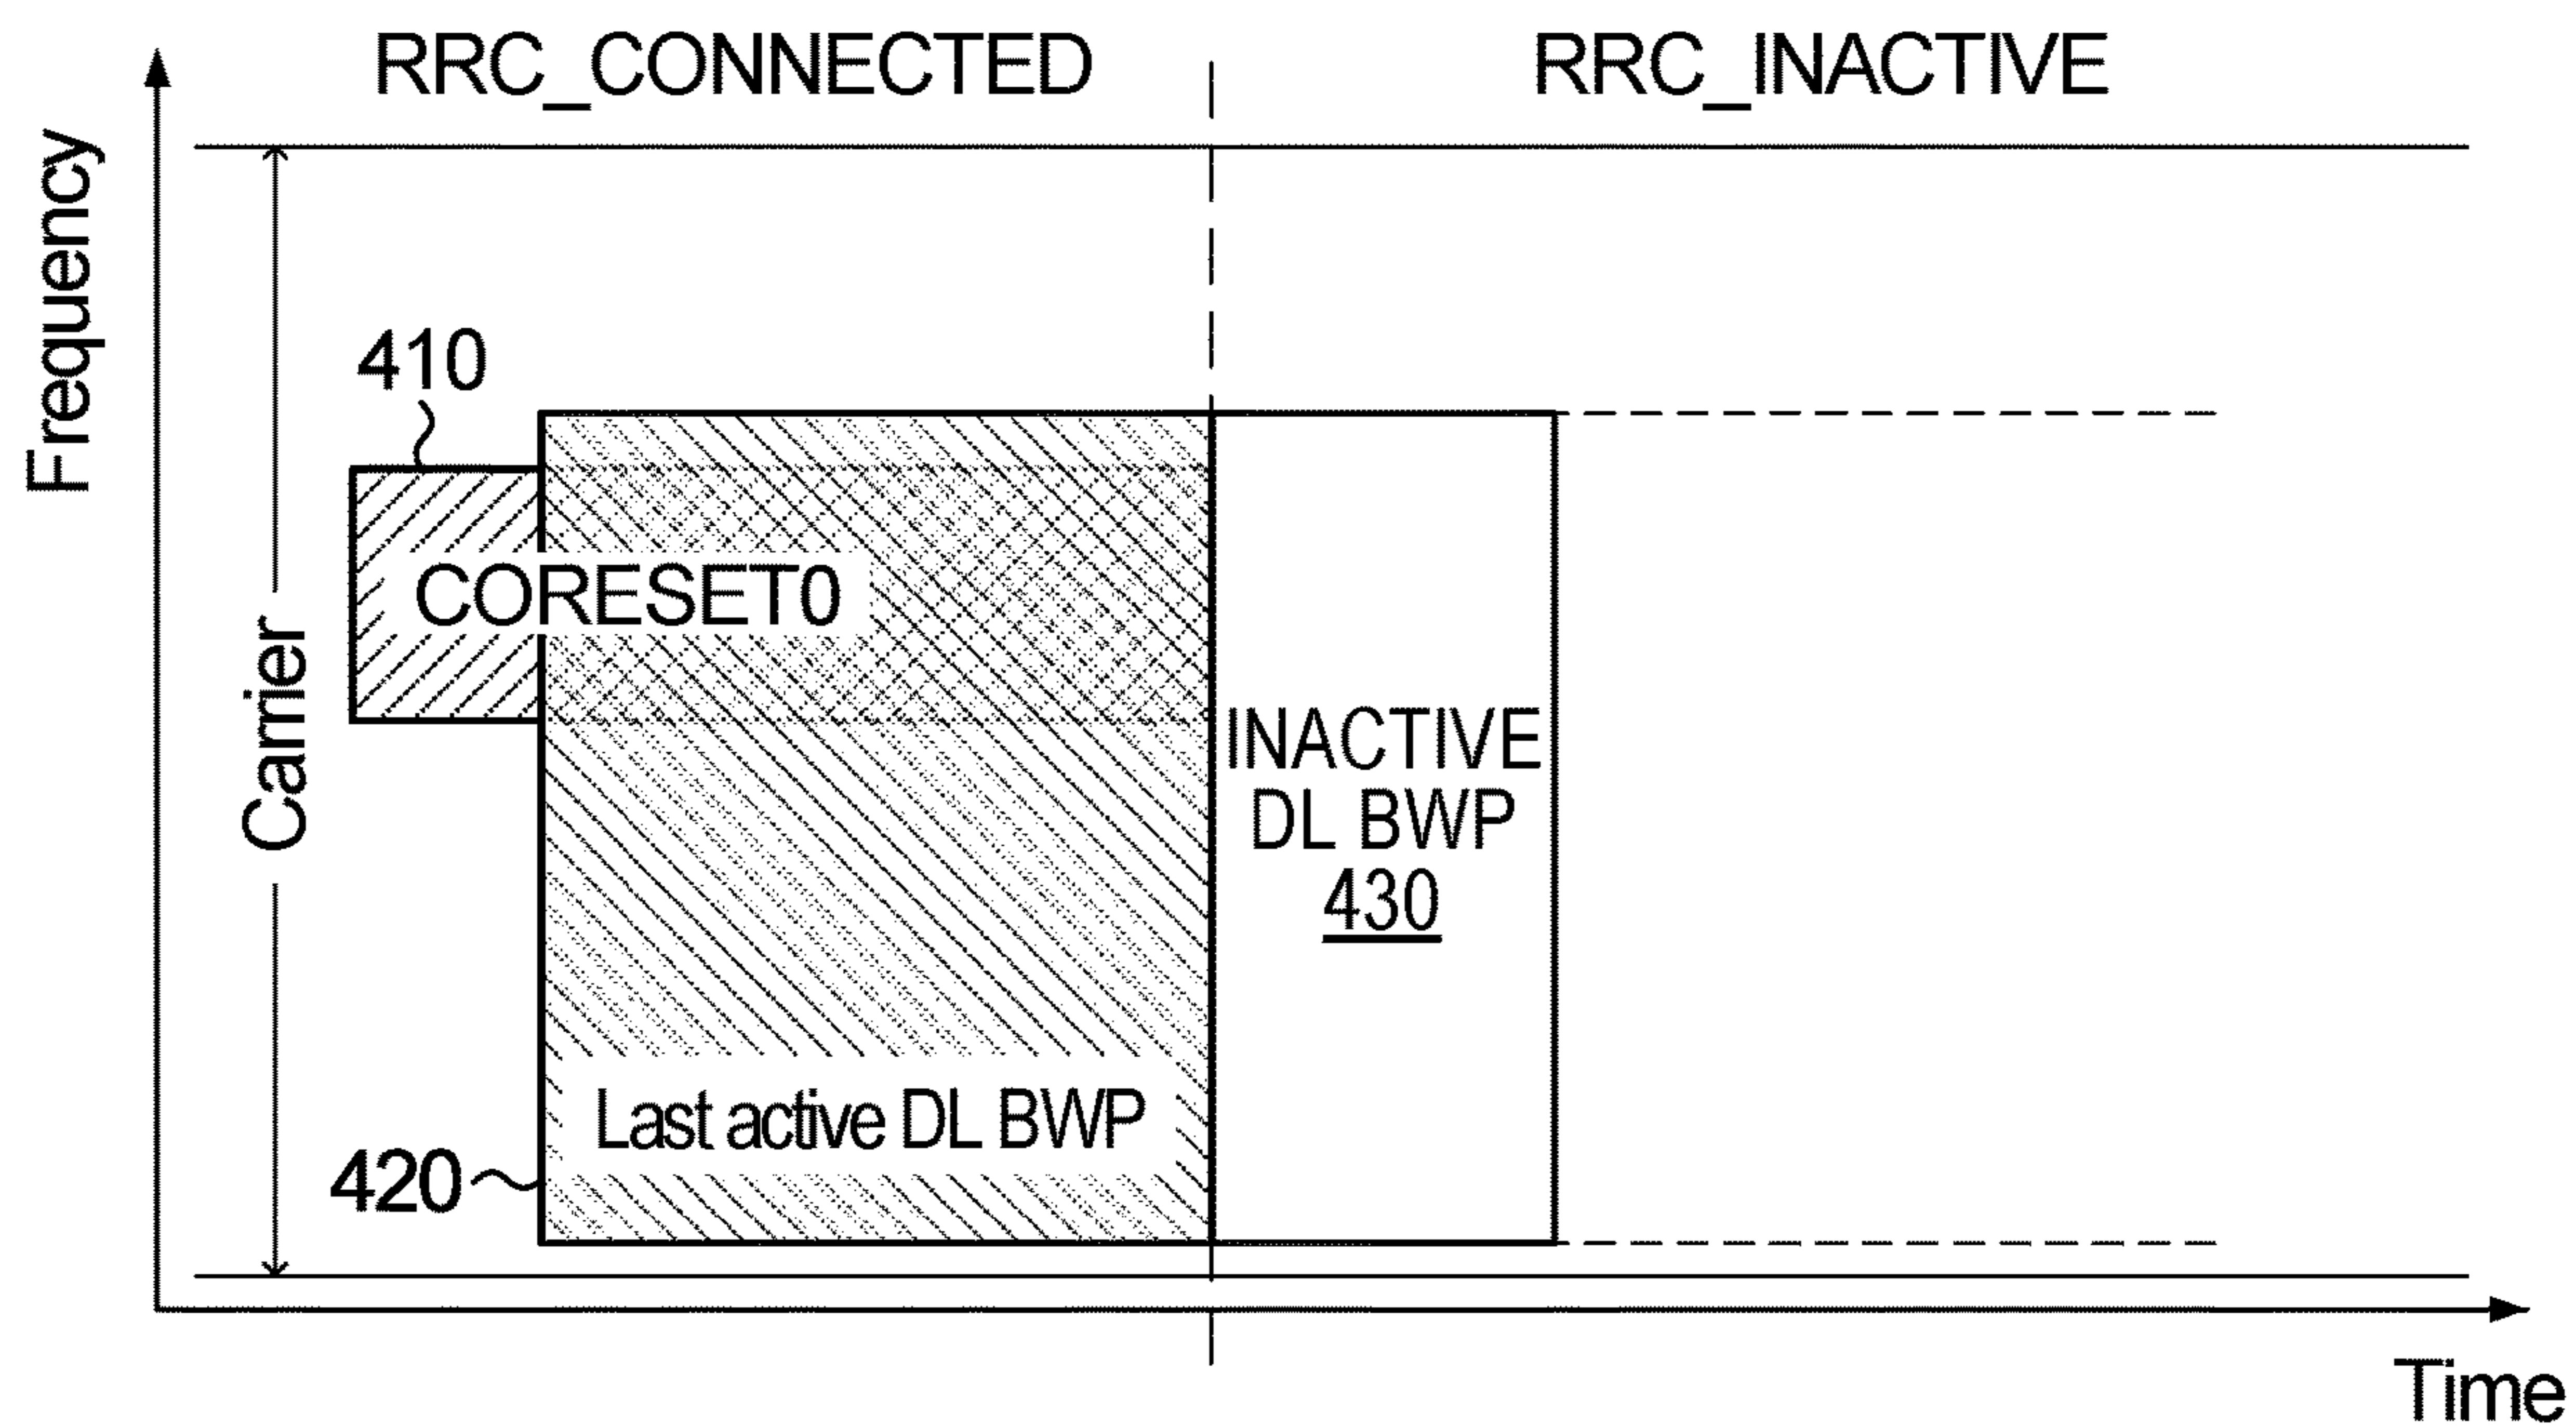 RRC_CONNECTED
RRC_INACTIVE
Frequency
410
CORESET0
Carrier
INACTIVE
DL BWP
430
Last active DL BWP
420
Time